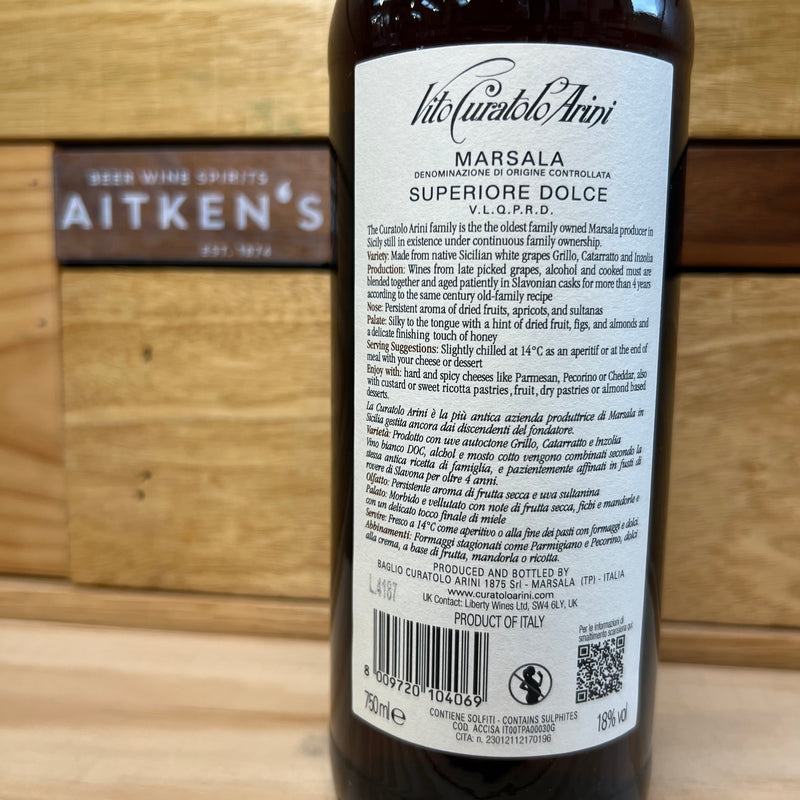 BEER WINE SPIRITS
AITKEN'S
EST. 1874
Vito Curatolo Arini
MARSALA
DENOMINAZIONE DI ORIGINE CONTROLLATA
SUPERIORE DOLCE
V.L.Q.P.R.D.
The Curatolo Arini family is the the oldest family owned Marsala producer in
Sicily still in existence under continuous family ownership.
Variety: Made from native Sicilian white grapes Grillo, Catarratto and Inzolia
Production: Wines from late picked grapes, alcohol and cooked must are
blended together and aged patiently in Slavonian casks for more than 4 years
according to the same century old-family recipe
Nose: Persistent aroma of dried fruits, apricots, and sultanas
Palate: Silky to the tongue with a hint of dried fruit, figs, and almonds and
a delicate finishing touch of honey
Serving Suggestions: Slightly chilled at 14°C as an aperitif or at the end of
meal with your cheese or dessert
Enjoy with: hard and spicy cheeses like Parmesan, Pecorino or Cheddar, also
with custard or sweet ricotta pastries, fruit, dry pastries or almond based
desserts.
La Curatolo Arini è la più antica azienda produttrice di Marsala in
Sicilia gestita ancora dai discendenti del fondatore.
Varietà: Prodotto con uve autoctone Grillo, Catarratto e Inzolia
Vino bianco DOC, alchol e mosto cotto vengono combinati secondo la
stessa antica ricetta di famiglia, e pazientemente affinati in fusti di
rovere di Slavona per oltre 4 anni.
Olfatto: Persistente aroma di frutta secca e uva sultanina
Palato: Morbido e vellutato con note di frutta secca, fichi e mandorle e
con un delicato tocco finale di miele
Servire: Fresco a 14°C come aperitivo o alla fine dei pasti con formaggi e dolci.
Abbinamenti: Formaggi stagionati come Parmigiano e Pecorino, dolci
alla crema, a base di frutta, mandorla o ricotta.
PRODUCED AND BOTTLED BY
BAGLIO CURATOLO ARINI 1875 Srl - MARSALA (TP) - ITALIA
L4187
www.curatoloarini.com
UK Contact: Liberty Wines Ltd, SW4 6LY, UK
PRODUCT OF ITALY
Per le informazioni di
smaltimento scansiona qui.
8 009720 104069
750 ml e
CONTIENE SOLFITI - CONTAINS SULPHITES
COD. ACCISA IT00TPA00030G
CITA: n. 23012112170196
18% vol